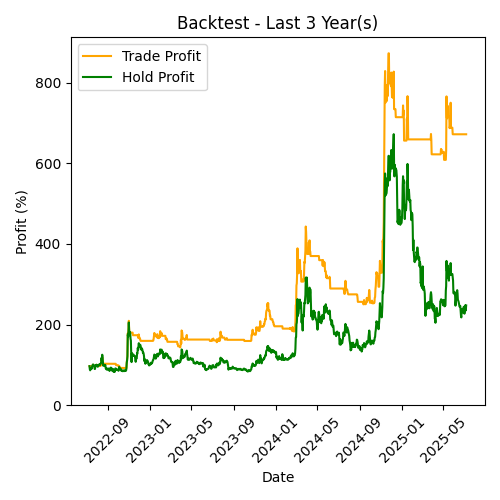 Backtest - Last 3 Year(s)
Trade Profit
Hold Profit
Profit (%)
800
600
400
200
0
2022-09
2023-01
2023-05
2023-09
2024-01
2024-05
2024-09
2025-01
2025-05
Date